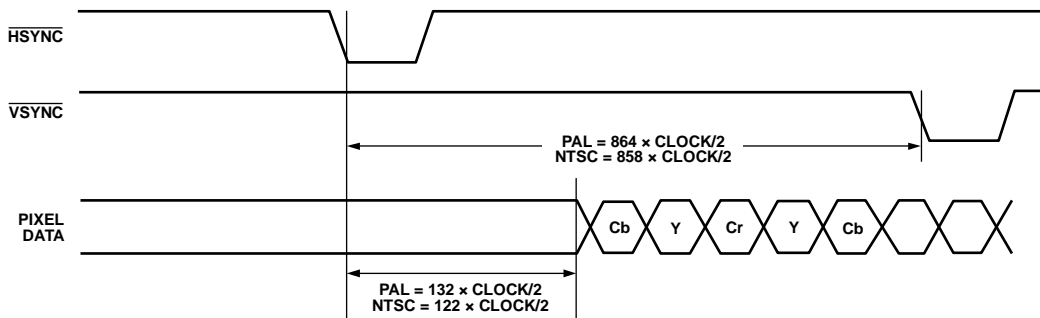 HSYNC
VSYNC
PAL = 864 × CLOCK/2
NTSC = 858 × CLOCK/2
PIXEL
DATA
Cb Y Cr Y Cb
PAL = 132 × CLOCK/2
NTSC = 122 × CLOCK/2